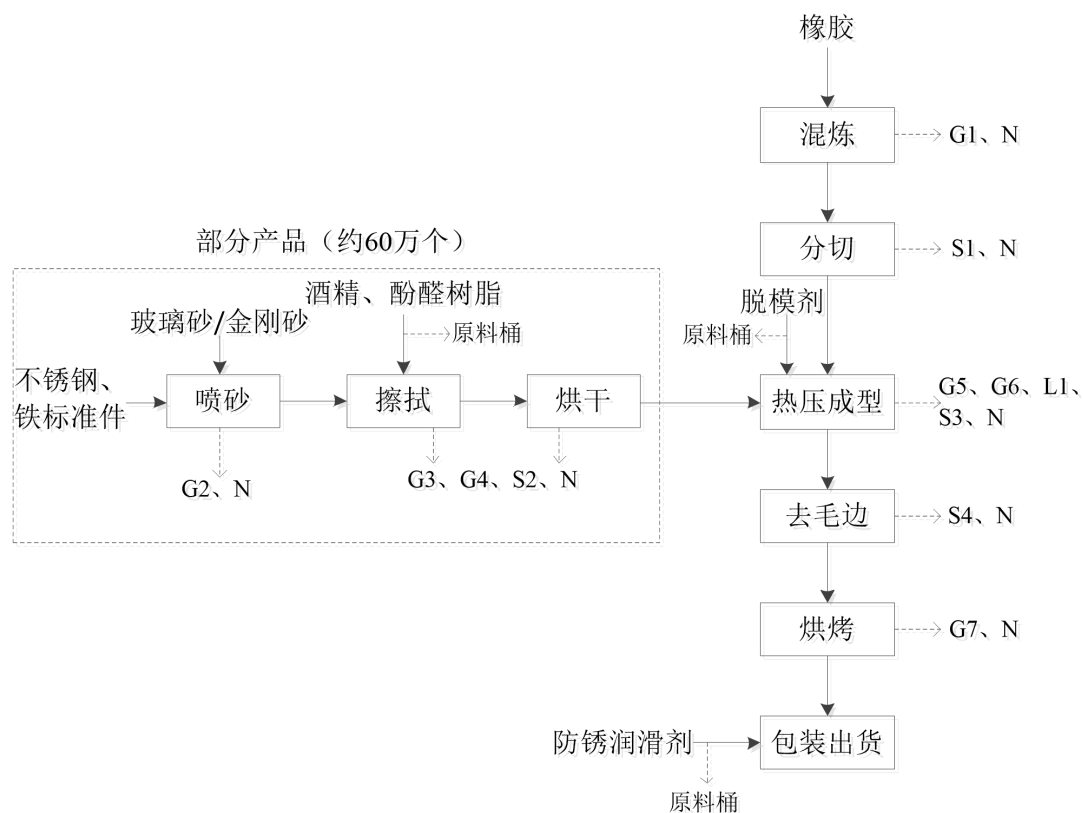 橡胶
混炼
G1、N
分切
S1、N
部分产品（约60万个）
酒精、酚醛树脂
原料桶
玻璃砂/金刚砂
不锈钢、
铁标准件
喷砂
擦拭
烘干
G2、N
G3、G4、S2、N
脱模剂
原料桶
热压成型
G5、G6、L1、
S3、N
去毛边
S4、N
烘烤
G7、N
防锈润滑剂
包装出货
原料桶